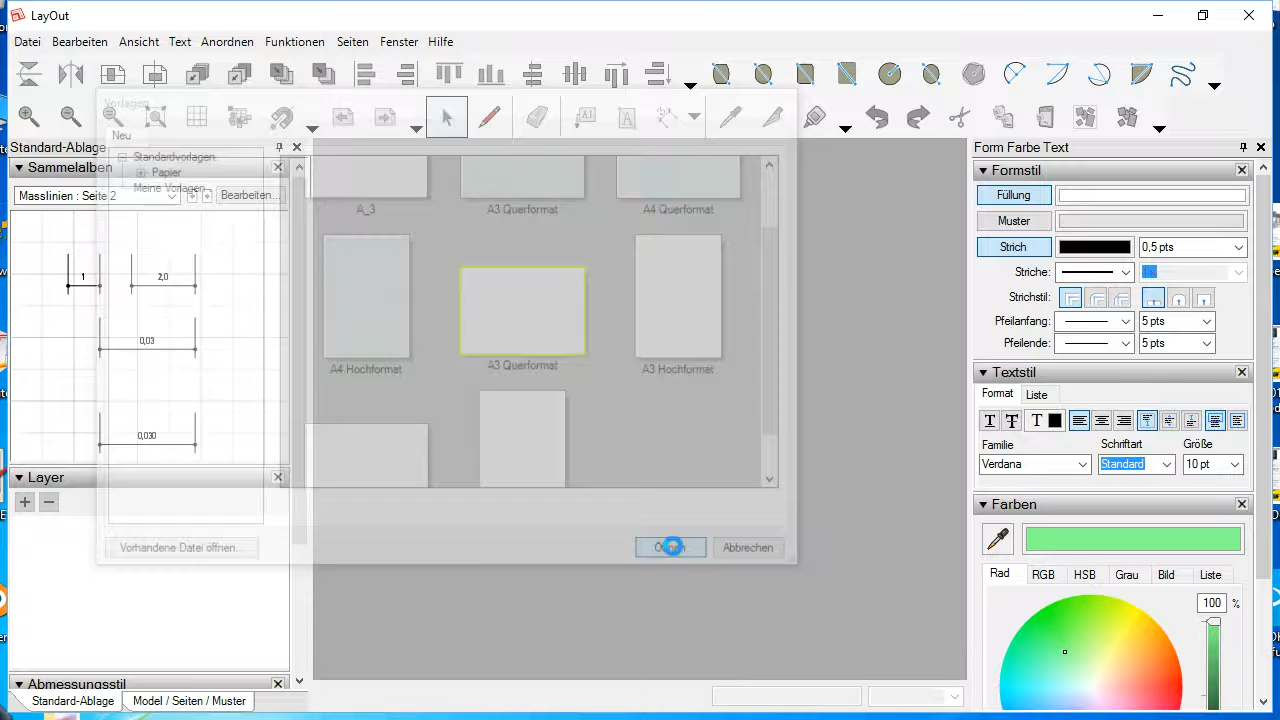 LayOut
Datei Bearbeiten Ansicht Text Anordnen Funktionen Seiten Fenster Hilfe
Standard-Ablage
Sammelalben
Masslinien : Seite 2
Bearbeiten...
1
2,0
0,03
0,030
Layer
Abmessungsstil
Standard-Ablage
Model / Seiten / Muster
Vorlagen
Neu
Standardvorlagen
Papier
Meine Vorlagen
A_3
A3 Querformat
A4 Querformat
A4 Hochformat
A3 Querformat
A3 Hochformat
Vorhandene Datei öffnen...
Abbrechen
Form Farbe Text
Formstil
Füllung
Muster
Strich
0,5 pts
Striche:
Strichstil:
Pfeilanfang:
5 pts
Pfeilende:
5 pts
Textstil
Format
Liste
Familie
Schriftart
Größe
Verdana
Standard
10 pt
Farben
Rad
RGB
HSB
Grau
Bild
Liste
100
%